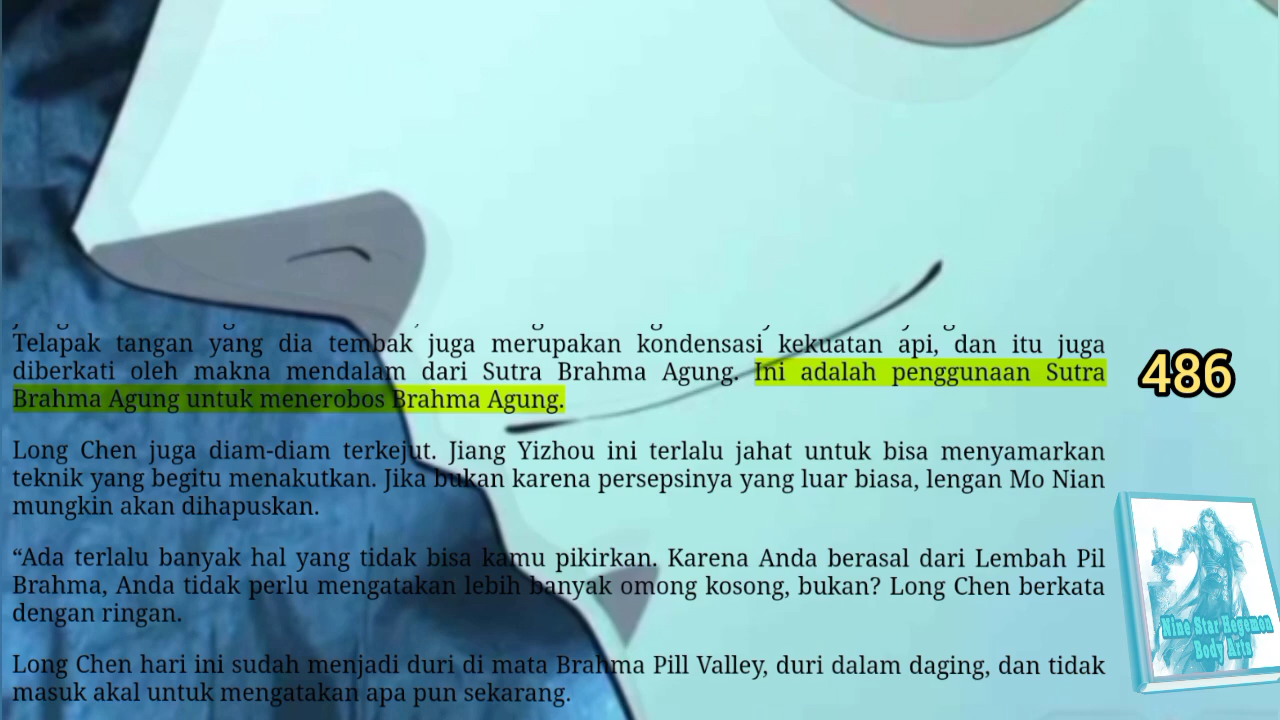 Telapak tangan yang dia tembak juga merupakan kondensasi kekuatan api, dan itu juga
diberkati oleh makna mendalam dari Sutra Brahma Agung. Ini adalah penggunaan Sutra
Brahma Agung untuk menerobos Brahma Agung.
486
Long Chen juga diam-diam terkejut. Jiang Yizhou ini terlalu jahat untuk bisa menyamarkan
teknik yang begitu menakutkan. Jika bukan karena persepsinya yang luar biasa, lengan Mo Nian
mungkin akan dihapuskan.
“Ada terlalu banyak hal yang tidak bisa kamu pikirkan. Karena Anda berasal dari Lembah Pil
Brahma, Anda tidak perlu mengatakan lebih banyak omong kosong, bukan? Long Chen berkata
dengan ringan.
Long Chen hari ini sudah menjadi duri di mata Brahma Pill Valley, duri dalam daging, dan tidak
masuk akal untuk mengatakan apa pun sekarang.
Nine Star Hegemon
Body Arts